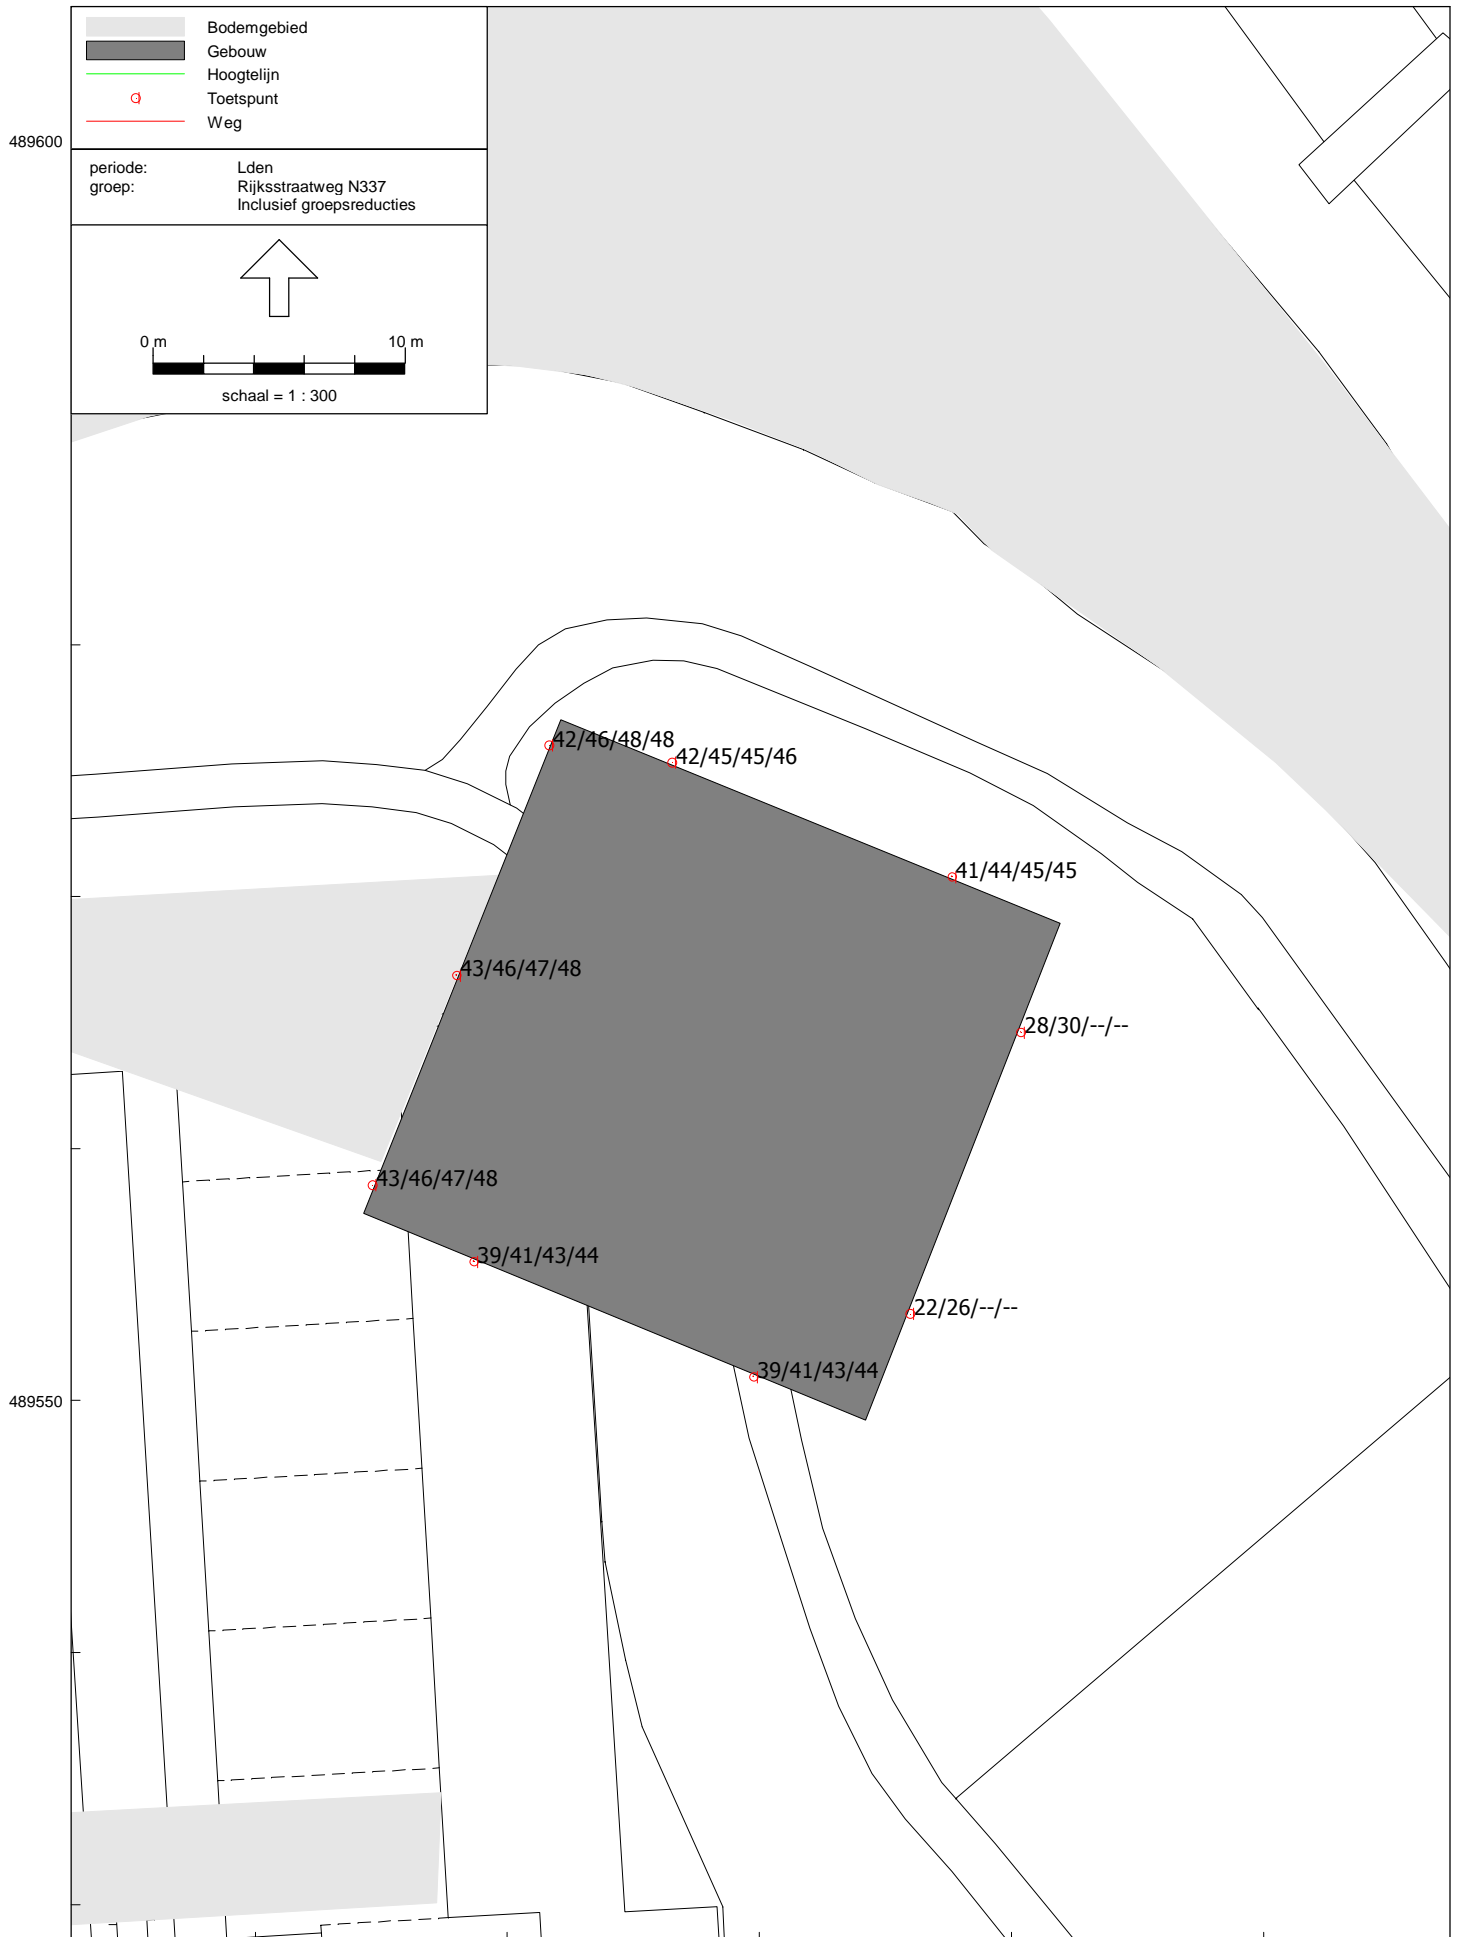 Bodemgebied
Gebouw
Hoogtelijn
Toetspunt
Weg
489600
periode: Lden
groep: Rijksstraatweg N337
Inclusief groepsreducties
0 m 10 m
schaal = 1 : 300
42/46/48/48
42/45/45/46
41/44/45/45
43/46/47/48
28/30/--/--
43/46/47/48
39/41/43/44
22/26/--/--
39/41/43/44
489550